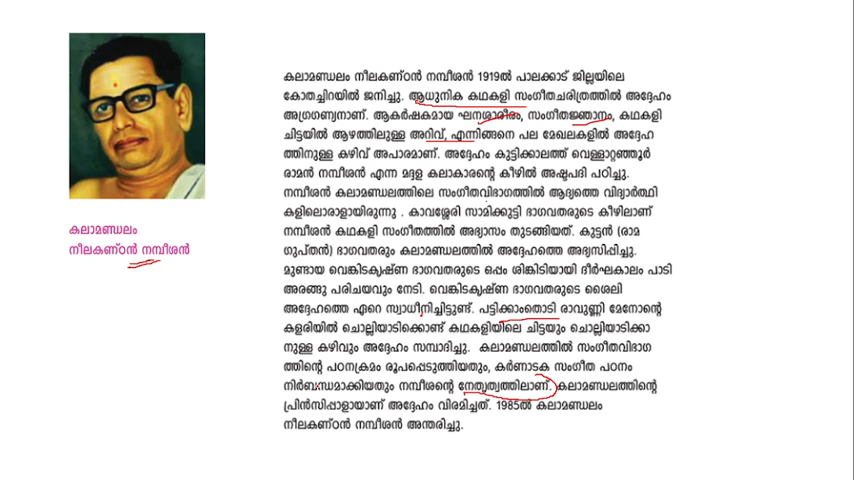 കലാമണ്ഡലം
നീലകണ്ഠൻ നമ്പീശൻ
കലാമണ്ഡലം നീലകണ്ഠൻ നമ്പീശൻ 1919ൽ പാലക്കാട് ജില്ലയിലെ
കോതച്ചിറയിൽ ജനിച്ചു. ആധുനിക കഥകളി സംഗീതചരിത്രത്തിൽ അദ്ദേഹം
അഗ്രഗണ്യനാണ്. ആകർഷകമായ ഘനശാരീരം, സംഗീതജ്ഞാനം, കഥകളി
ചിട്ടയിൽ ആഴത്തിലുള്ള അറിവ്, എന്നിങ്ങനെ പല മേഖലകളിൽ അദ്ദേഹ
ത്തിനുള്ള കഴിവ് അപാരമാണ്. അദ്ദേഹം കുട്ടിക്കാലത്ത് വെള്ളാറ്റഞ്ഞൂർ
രാമൻ നമ്പീശൻ എന്ന മദ്ദള കലാകാരന്റെ കീഴിൽ അഷ്ടപദി പഠിച്ചു.
നമ്പീശൻ കലാമണ്ഡലത്തിലെ സംഗീതവിഭാഗത്തിൽ ആദ്യത്തെ വിദ്യാർത്ഥി
കളിലൊരാളായിരുന്നു . കാവശ്ശേരി സാമിക്കുട്ടി ഭാഗവതരുടെ കീഴിലാണ്
നമ്പീശൻ കഥകളി സംഗീതത്തിൽ അഭ്യാസം തുടങ്ങിയത്. കുട്ടൻ (രാമ
ഗുപ്തൻ) ഭാഗവതരും കലാമണ്ഡലത്തിൽ അദ്ദേഹത്തെ അഭ്യസിപ്പിച്ചു.
മുണ്ടായ വെങ്കിടകൃഷ്ണ ഭാഗവതരുടെ ഒപ്പം ശിങ്കിടിയായി ദീർഘകാലം പാടി
അരങ്ങു പരിചയവും നേടി. വെങ്കിടകൃഷ്ണ ഭാഗവതരുടെ ശൈലി
അദ്ദേഹത്തെ ഏറെ സ്വാധീനിച്ചിട്ടുണ്ട്. പട്ടിക്കാംതൊടി രാവുണ്ണി മേനോന്റെ
കളരിയിൽ ചൊല്ലിയാടിക്കൊണ്ട് കഥകളിയിലെ ചിട്ടയും ചൊല്ലിയാടിക്കാ
നുള്ള കഴിവും അദ്ദേഹം സമ്പാദിച്ചു. കലാമണ്ഡലത്തിൽ സംഗീതവിഭാഗ
ത്തിന്റെ പഠനക്രമം രൂപപ്പെടുത്തിയതും, കർണാടക സംഗീത പഠനം
നിർബന്ധമാക്കിയതും നമ്പീശന്റെ നേതൃത്വത്തിലാണ്. കലാമണ്ഡലത്തിന്റെ
പ്രിൻസിപ്പാളായാണ് അദ്ദേഹം വിരമിച്ചത്. 1985ൽ കലാമണ്ഡലം
നീലകണ്ഠൻ നമ്പീശൻ അന്തരിച്ചു.